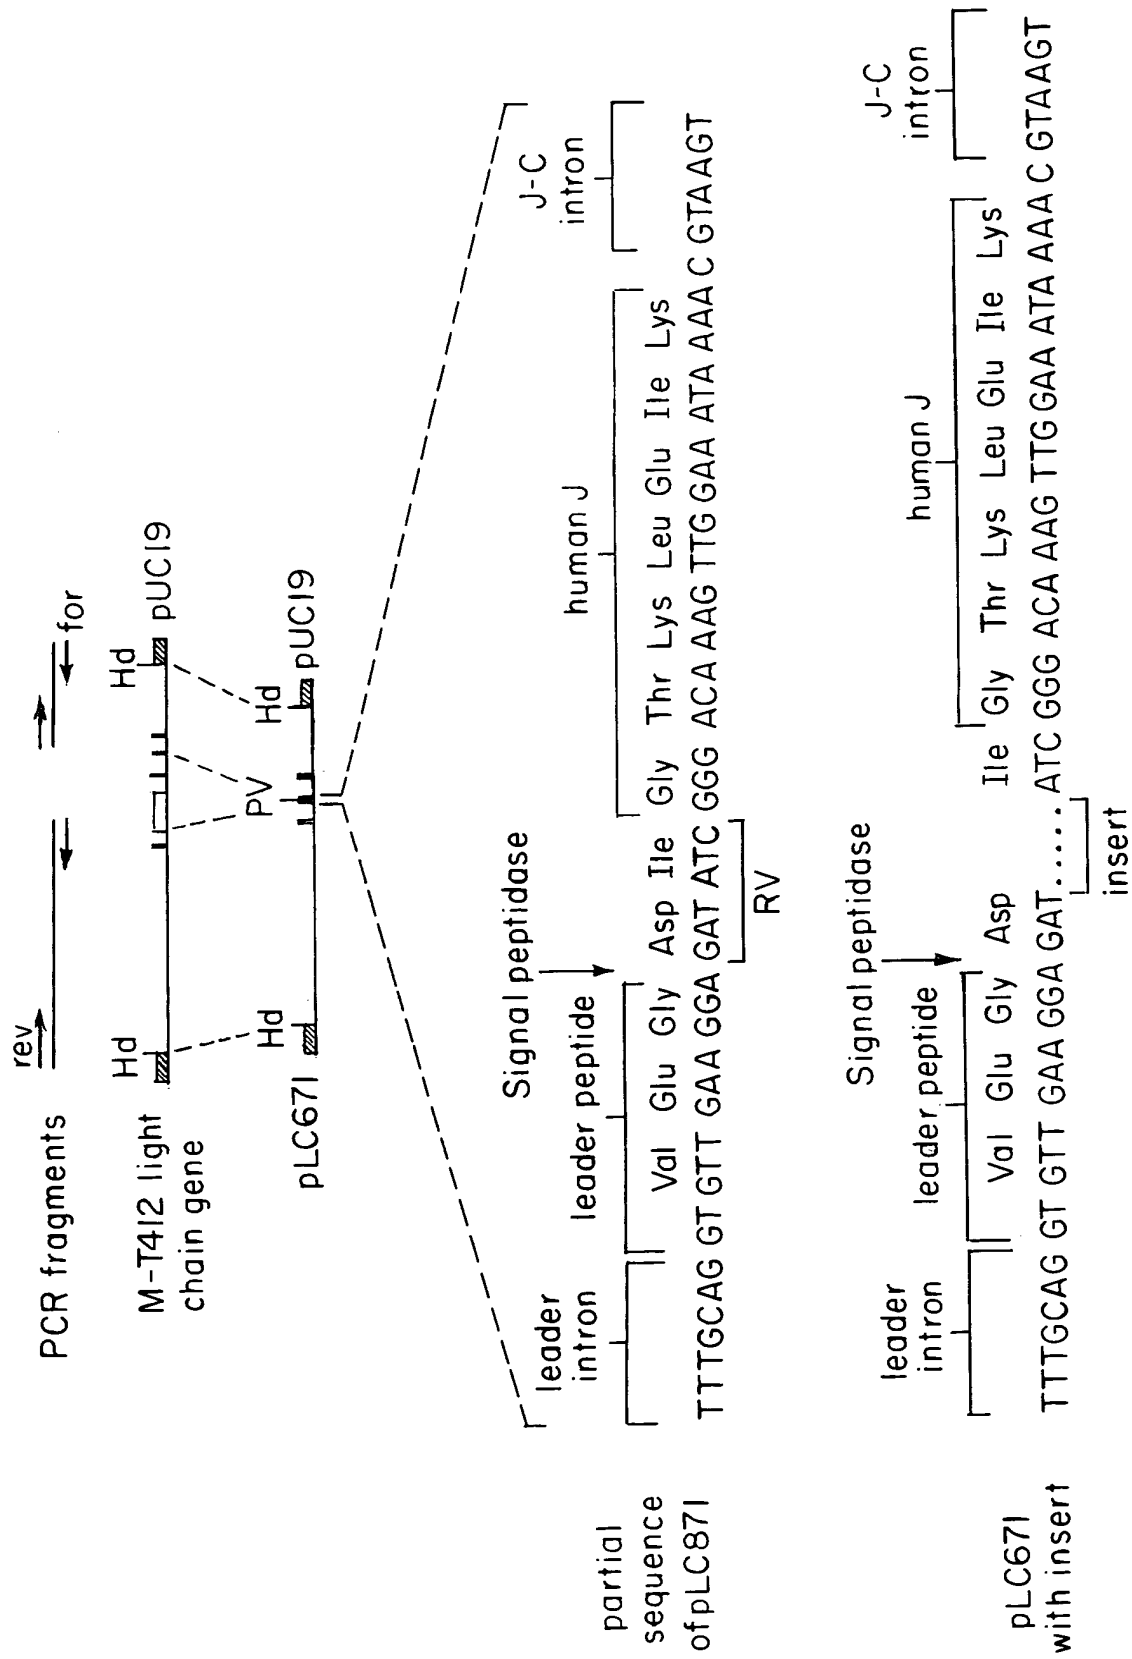 PCR fragments
rev
for
M-T412 light
chain gene
Hd
Hd
pUC19
pLC671
Hd
PV
Hd
pUC19
partial
sequence
of pLC871
leader
intron
leader peptide
Signal peptidase
human J
J-C
intron
Val Glu Gly Asp Ile Gly Thr Lys Leu Glu Ile Lys
TTTGCAG GT GTT GAA GGA GAT ATC GGG ACA AAG TTG GAA ATA AAA C GTAAGT
RV
pLC671
with insert
leader
intron
leader peptide
Signal peptidase
human J
J-C
intron
Val Glu Gly Asp Ile Gly Thr Lys Leu Glu Ile Lys
TTTGCAG GT GTT GAA GGA GAT...... ATC GGG ACA AAG TTG GAA ATA AAA C GTAAGT
insert